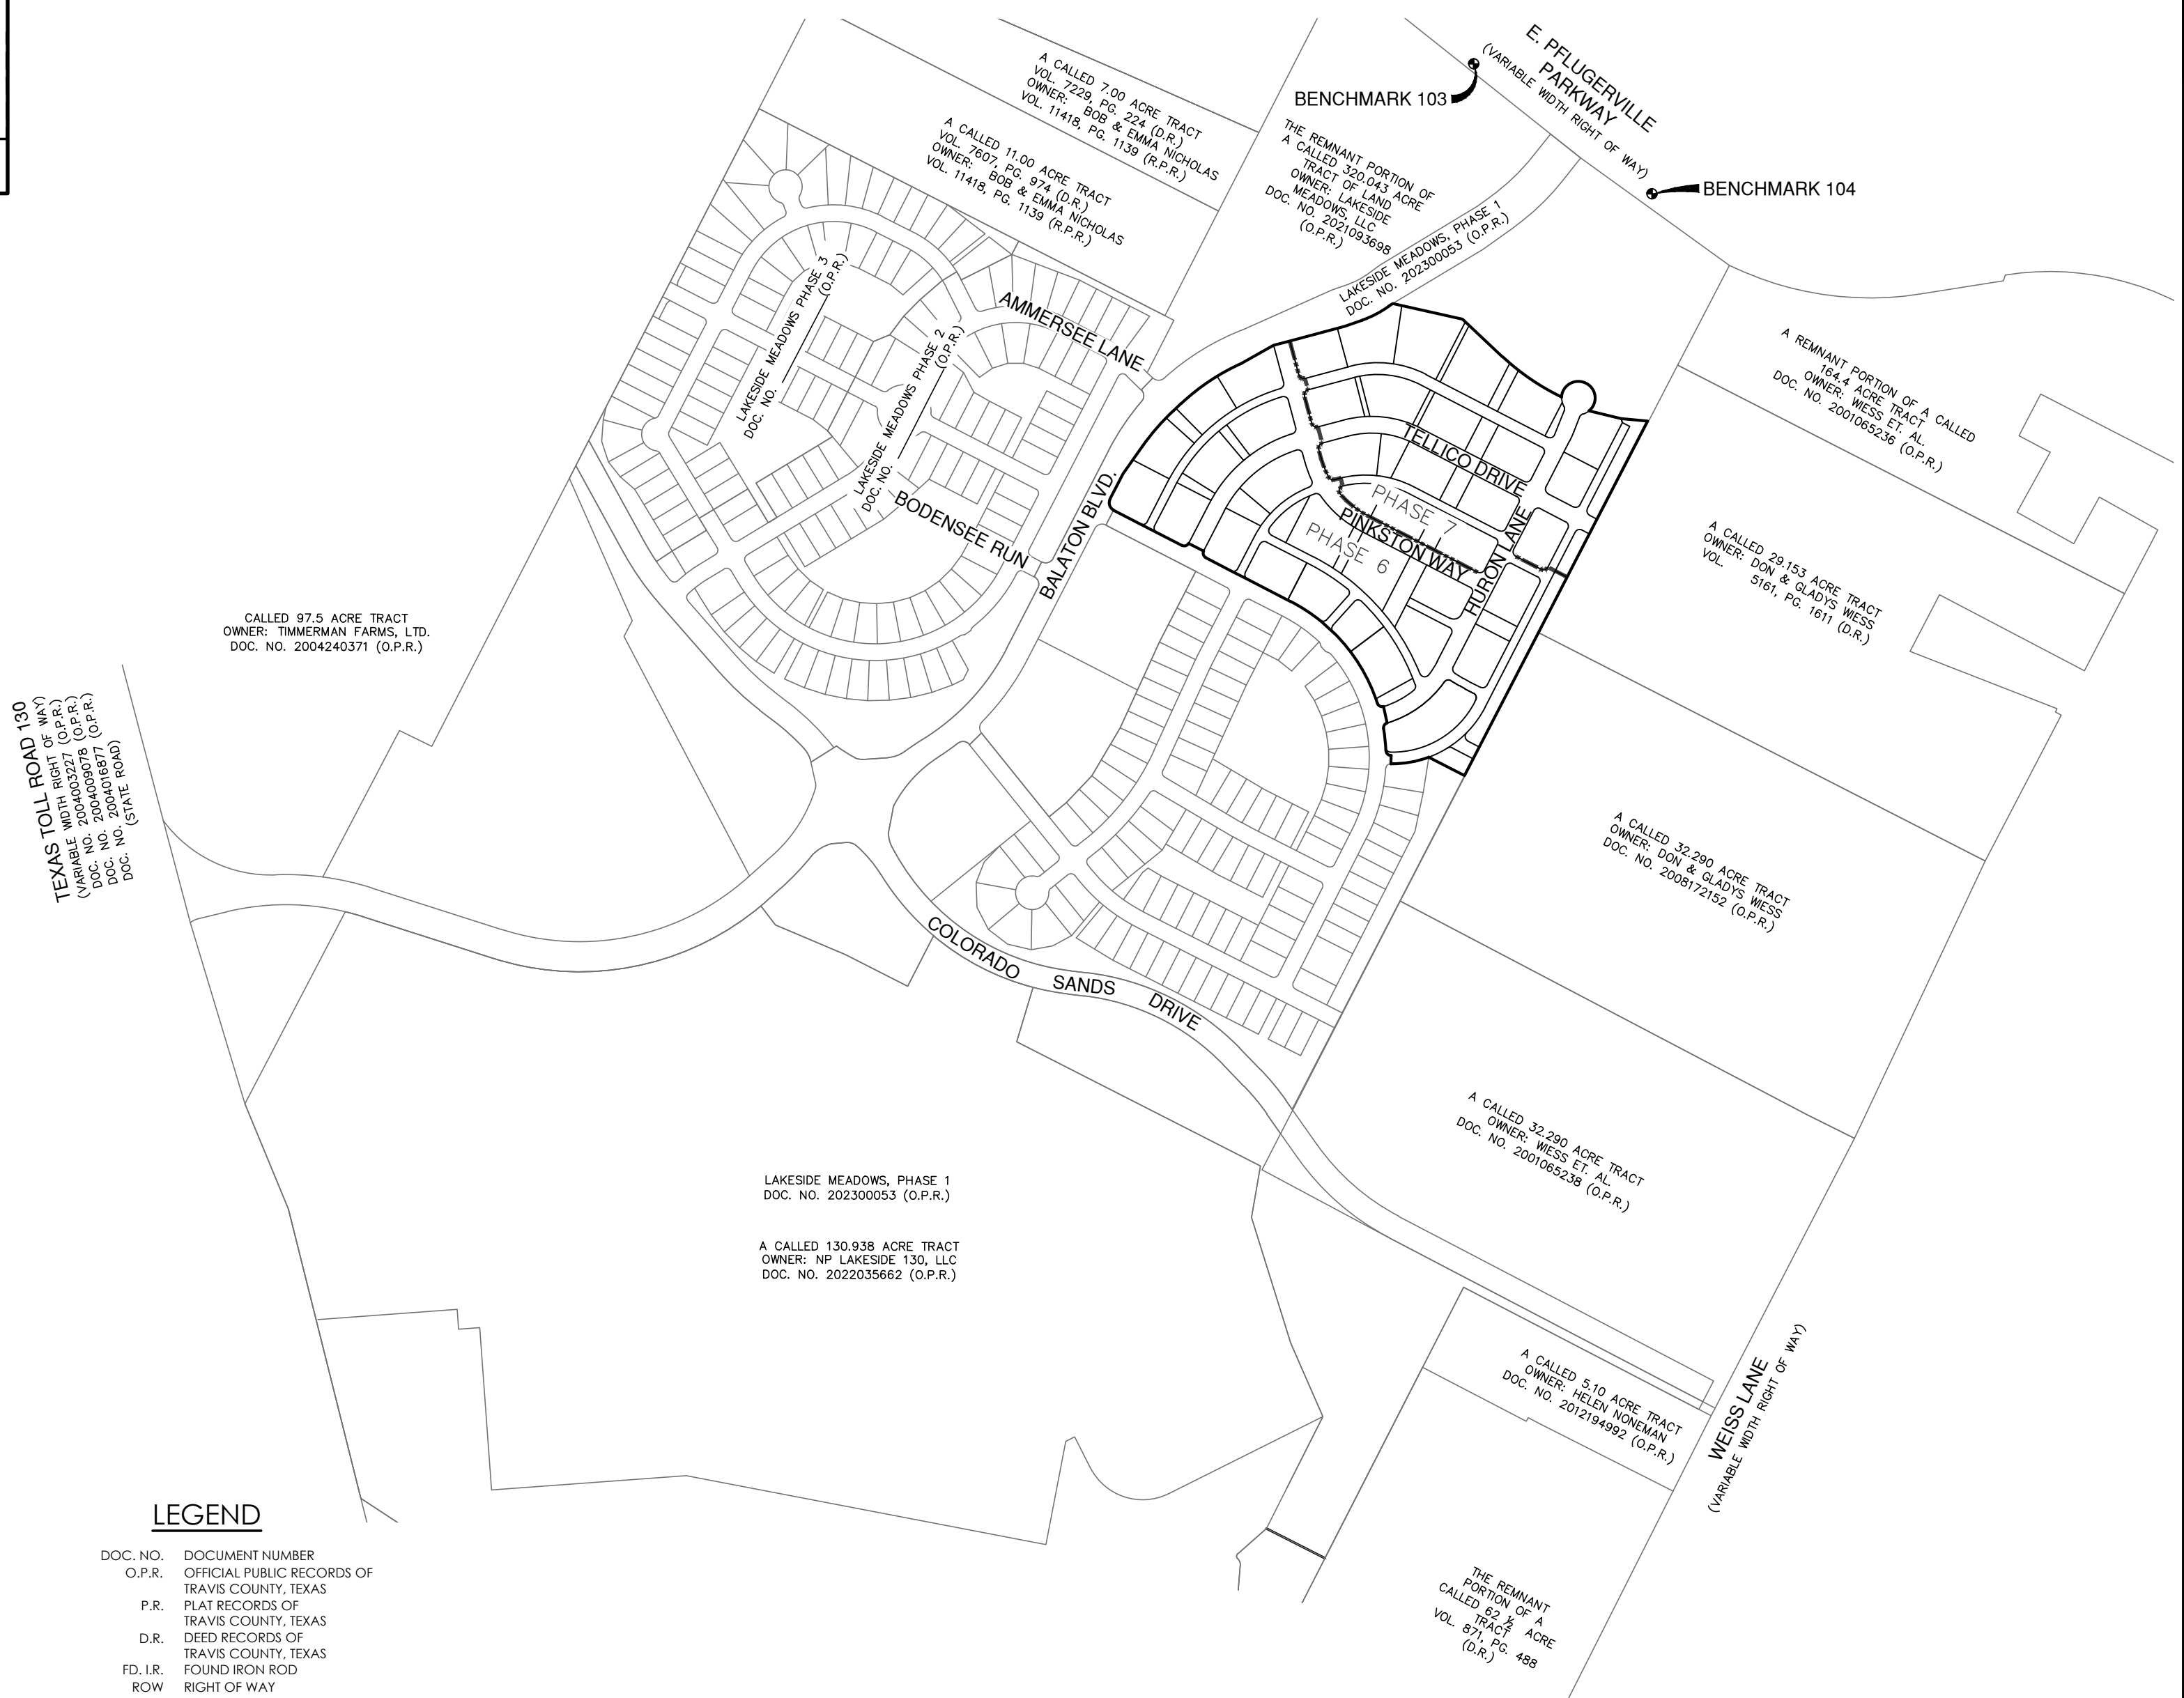 E. PFLUGERVILLE
PARKWAY
(VARIABLE WIDTH RIGHT OF WAY)
BENCHMARK 103
BENCHMARK 104
A CALLED 7.00 ACRE TRACT
VOL. 7229, PG. 224 (D.R.)
OWNER: BOB & EMMA NICHOLAS
VOL. 11418, PG. 1139 (R.P.R.)
A CALLED 11.00 ACRE TRACT
VOL. 7607, PG. 974 (D.R.)
OWNER: BOB & EMMA NICHOLAS
VOL. 11418, PG. 1139 (R.P.R.)
THE REMNANT PORTION OF
A CALLED 320.043 ACRE
TRACT OF LAND
OWNER: LAKESIDE
MEADOWS, LLC
DOC. NO. 2021093698
(O.P.R.)
LAKESIDE MEADOWS, PHASE 1
DOC. NO. 202300053 (O.P.R.)
LAKESIDE MEADOWS PHASE 3
DOC. NO. (O.P.R.)
LAKESIDE MEADOWS PHASE 2
DOC. NO. (O.P.R.)
AMMERSEE LANE
BODENSEE RUN
BALATON BLVD.
TELLICO DRIVE
PHASE 7
PINKSTON WAY
PHASE 6
HURON LANE
A REMNANT PORTION OF A CALLED
164.4 ACRE TRACT
OWNER: WIESS ET. AL.
DOC. NO. 2001065236 (O.P.R.)
A CALLED 29.153 ACRE TRACT
OWNER: DON & GLADYS WIESS
VOL. 5161, PG. 1611 (D.R.)
CALLED 97.5 ACRE TRACT
OWNER: TIMMERMAN FARMS, LTD.
DOC. NO. 2004240371 (O.P.R.)
TEXAS TOLL ROAD 130
(VARIABLE WIDTH RIGHT OF WAY)
DOC. NO. 2004003227 (O.P.R.)
DOC. NO. 2004009078 (O.P.R.)
DOC. NO. 2004016877 (O.P.R.)
(STATE ROAD)
A CALLED 32.290 ACRE TRACT
OWNER: DON & GLADYS WIESS
DOC. NO. 2008172152 (O.P.R.)
COLORADO SANDS DRIVE
A CALLED 32.290 ACRE TRACT
OWNER: WIESS ET. AL.
DOC. NO. 2001065238 (O.P.R.)
LAKESIDE MEADOWS, PHASE 1
DOC. NO. 202300053 (O.P.R.)
A CALLED 130.938 ACRE TRACT
OWNER: NP LAKESIDE 130, LLC
DOC. NO. 2022035662 (O.P.R.)
A CALLED 5.10 ACRE TRACT
OWNER: HELEN NONEMAN
DOC. NO. 2012194992 (O.P.R.)
WEISS LANE
(VARIABLE WIDTH RIGHT OF WAY)
THE REMNANT
PORTION OF A
CALLED 62 ½ ACRE
TRACT
VOL. 871, PG. 488
(D.R.)
LEGEND
DOC. NO. DOCUMENT NUMBER
O.P.R. OFFICIAL PUBLIC RECORDS OF
TRAVIS COUNTY, TEXAS
P.R. PLAT RECORDS OF
TRAVIS COUNTY, TEXAS
D.R. DEED RECORDS OF
TRAVIS COUNTY, TEXAS
FD. I.R. FOUND IRON ROD
ROW RIGHT OF WAY